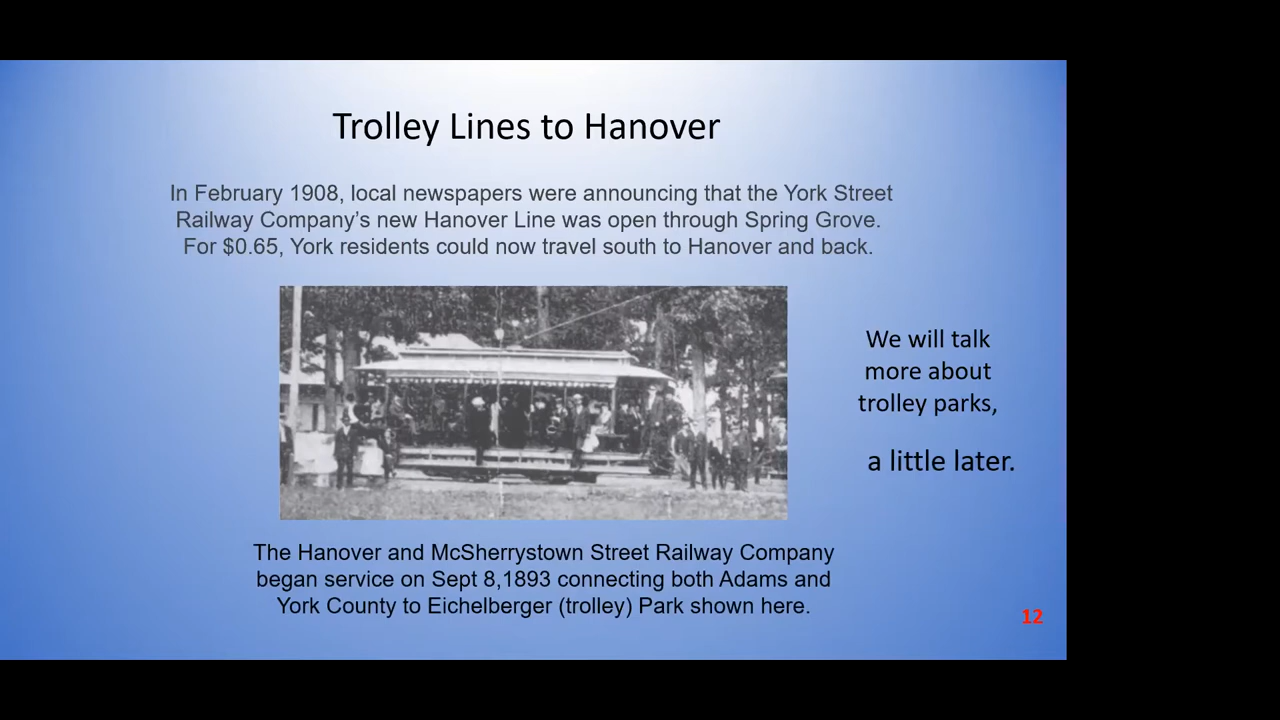 Trolley Lines to Hanover
In February 1908, local newspapers were announcing that the York Street
Railway Company's new Hanover Line was open through Spring Grove.
For $0.65, York residents could now travel south to Hanover and back.
We will talk
more about
trolley parks,
a little later.
The Hanover and McSherrystown Street Railway Company
began service on Sept 8,1893 connecting both Adams and
York County to Eichelberger (trolley) Park shown here.
12